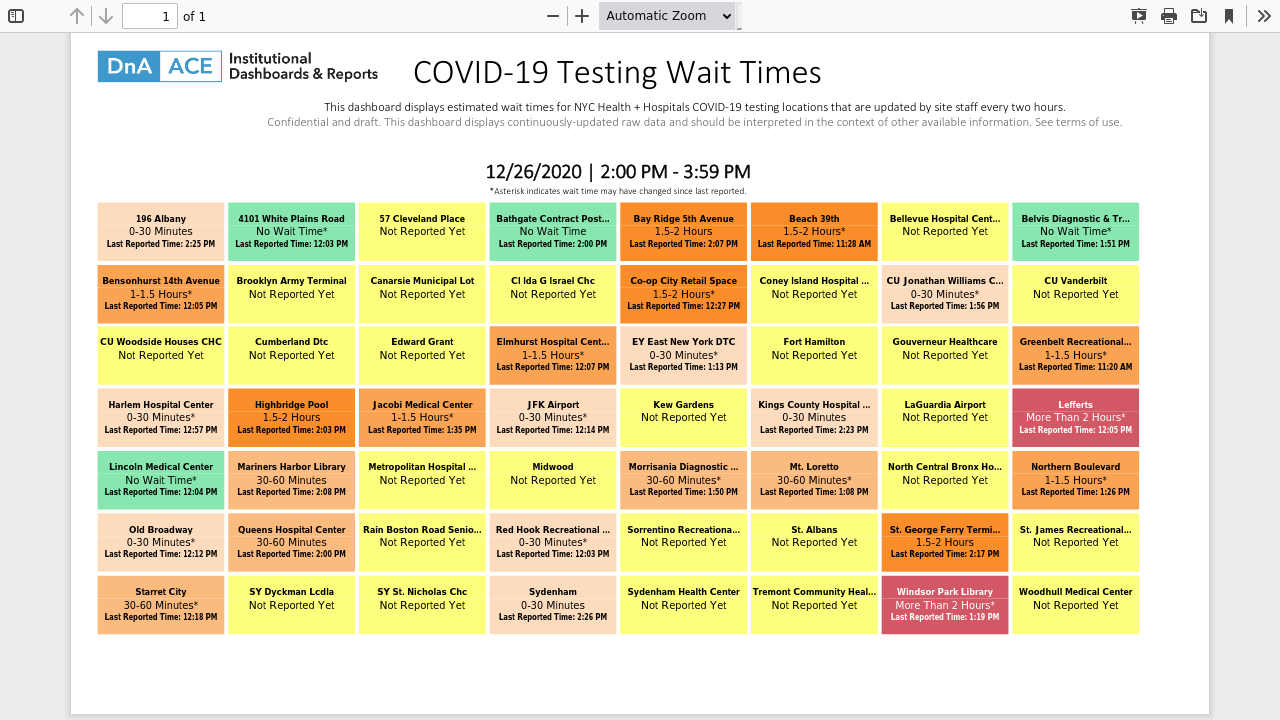 1 of 1
Automatic Zoom
DnA ACE Institutional Dashboards & Reports
COVID-19 Testing Wait Times
This dashboard displays estimated wait times for NYC Health + Hospitals COVID-19 testing locations that are updated by site staff every two hours.
Confidential and draft. This dashboard displays continuously-updated raw data and should be interpreted in the context of other available information. See terms of use.
12/26/2020 | 2:00 PM - 3:59 PM
*Asterisk indicates wait time may have changed since last reported.
196 Albany
0-30 Minutes
Last Reported Time: 2:25 PM
4101 White Plains Road
No Wait Time*
Last Reported Time: 12:03 PM
57 Cleveland Place
Not Reported Yet
Bathgate Contract Post...
No Wait Time
Last Reported Time: 2:00 PM
Bay Ridge 5th Avenue
1.5-2 Hours
Last Reported Time: 2:07 PM
Beach 39th
1.5-2 Hours*
Last Reported Time: 11:28 AM
Bellevue Hospital Cent...
Not Reported Yet
Belvis Diagnostic & Tr...
No Wait Time*
Last Reported Time: 1:51 PM
Bensonhurst 14th Avenue
1-1.5 Hours*
Last Reported Time: 12:05 PM
Brooklyn Army Terminal
Not Reported Yet
Canarsie Municipal Lot
Not Reported Yet
CI Ida G Israel Chc
Not Reported Yet
Co-op City Retail Space
1.5-2 Hours*
Last Reported Time: 12:27 PM
Coney Island Hospital ...
Not Reported Yet
CU Jonathan Williams C...
0-30 Minutes*
Last Reported Time: 1:56 PM
CU Vanderbilt
Not Reported Yet
CU Woodside Houses CHC
Not Reported Yet
Cumberland Dtc
Not Reported Yet
Edward Grant
Not Reported Yet
Elmhurst Hospital Cent...
1-1.5 Hours*
Last Reported Time: 12:07 PM
EY East New York DTC
0-30 Minutes*
Last Reported Time: 1:13 PM
Fort Hamilton
Not Reported Yet
Gouverneur Healthcare
Not Reported Yet
Greenbelt Recreational...
1-1.5 Hours*
Last Reported Time: 11:20 AM
Harlem Hospital Center
0-30 Minutes*
Last Reported Time: 12:57 PM
Highbridge Pool
1.5-2 Hours
Last Reported Time: 2:03 PM
Jacobi Medical Center
1-1.5 Hours*
Last Reported Time: 1:35 PM
JFK Airport
0-30 Minutes*
Last Reported Time: 12:14 PM
Kew Gardens
Not Reported Yet
Kings County Hospital ...
0-30 Minutes
Last Reported Time: 2:23 PM
LaGuardia Airport
Not Reported Yet
Lefferts
More Than 2 Hours*
Last Reported Time: 12:05 PM
Lincoln Medical Center
No Wait Time*
Last Reported Time: 12:04 PM
Mariners Harbor Library
30-60 Minutes
Last Reported Time: 2:08 PM
Metropolitan Hospital ...
Not Reported Yet
Midwood
Not Reported Yet
Morrisania Diagnostic ...
30-60 Minutes*
Last Reported Time: 1:50 PM
Mt. Loretto
30-60 Minutes*
Last Reported Time: 1:08 PM
North Central Bronx Ho...
Not Reported Yet
Northern Boulevard
1-1.5 Hours*
Last Reported Time: 1:26 PM
Old Broadway
0-30 Minutes*
Last Reported Time: 12:12 PM
Queens Hospital Center
30-60 Minutes
Last Reported Time: 2:00 PM
Rain Boston Road Senio...
Not Reported Yet
Red Hook Recreational ...
0-30 Minutes*
Last Reported Time: 12:03 PM
Sorrentino Recreationa...
Not Reported Yet
St. Albans
Not Reported Yet
St. George Ferry Termi...
1.5-2 Hours
Last Reported Time: 2:17 PM
St. James Recreational...
Not Reported Yet
Starret City
30-60 Minutes*
Last Reported Time: 12:18 PM
SY Dyckman Lcdla
Not Reported Yet
SY St. Nicholas Chc
Not Reported Yet
Sydenham
0-30 Minutes
Last Reported Time: 2:26 PM
Sydenham Health Center
Not Reported Yet
Tremont Community Heal...
Not Reported Yet
Windsor Park Library
More Than 2 Hours*
Last Reported Time: 1:19 PM
Woodhull Medical Center
Not Reported Yet